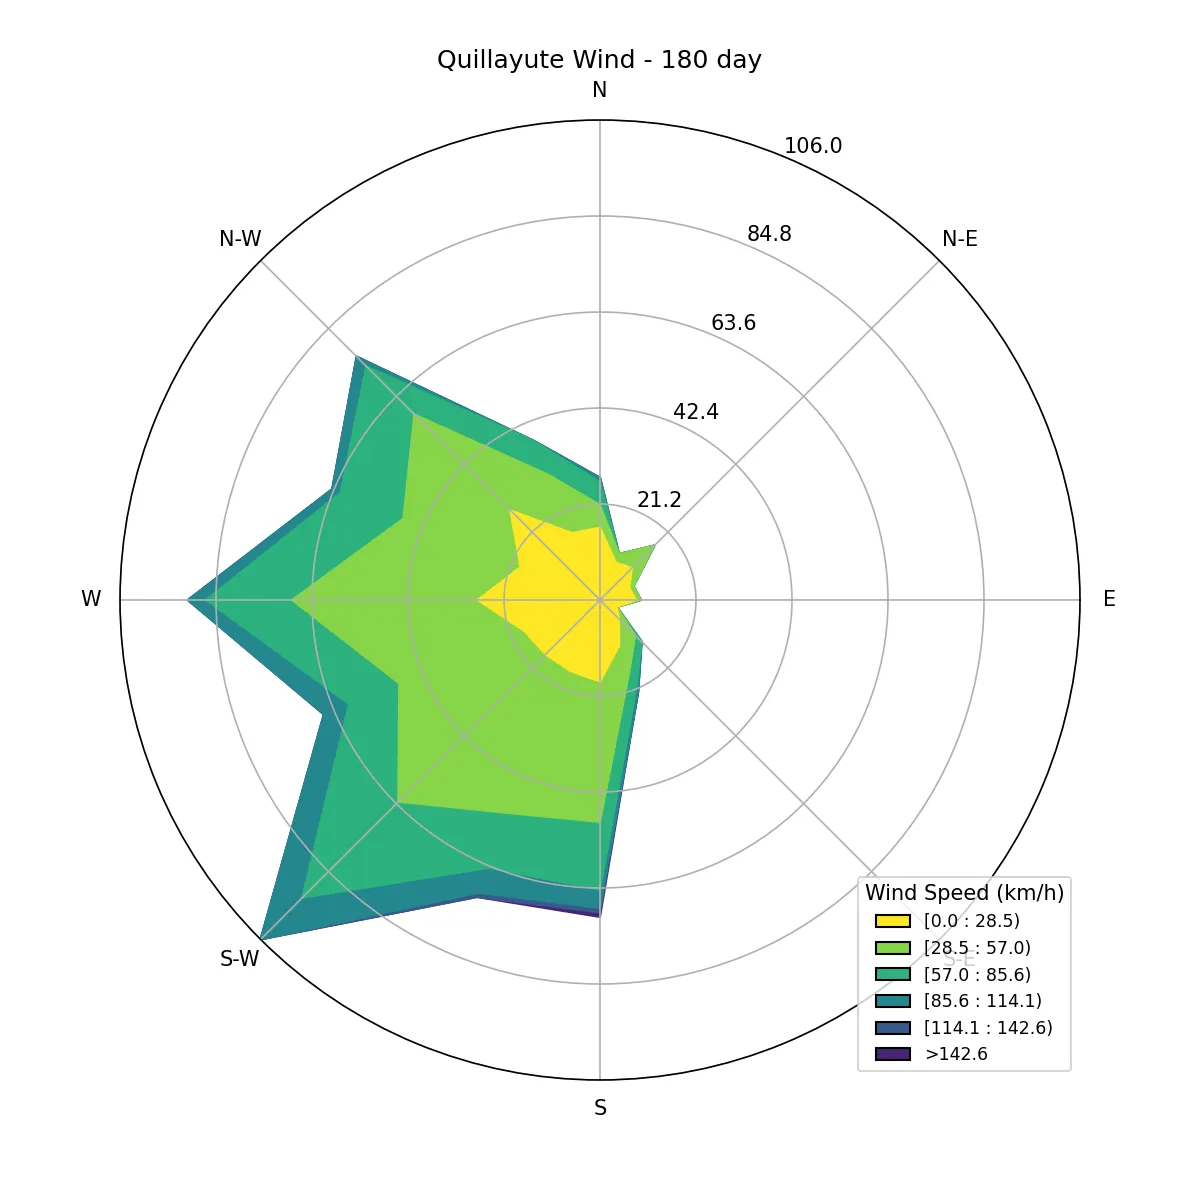 Quillayute Wind - 180 day
N
106.0
84.8
N-W
N-E
63.6
42.4
21.2
W
E
S-W
S-E
S
Wind Speed (km/h)
[0.0 : 28.5)
[28.5 : 57.0)
[57.0 : 85.6)
[85.6 : 114.1)
[114.1 : 142.6)
>142.6